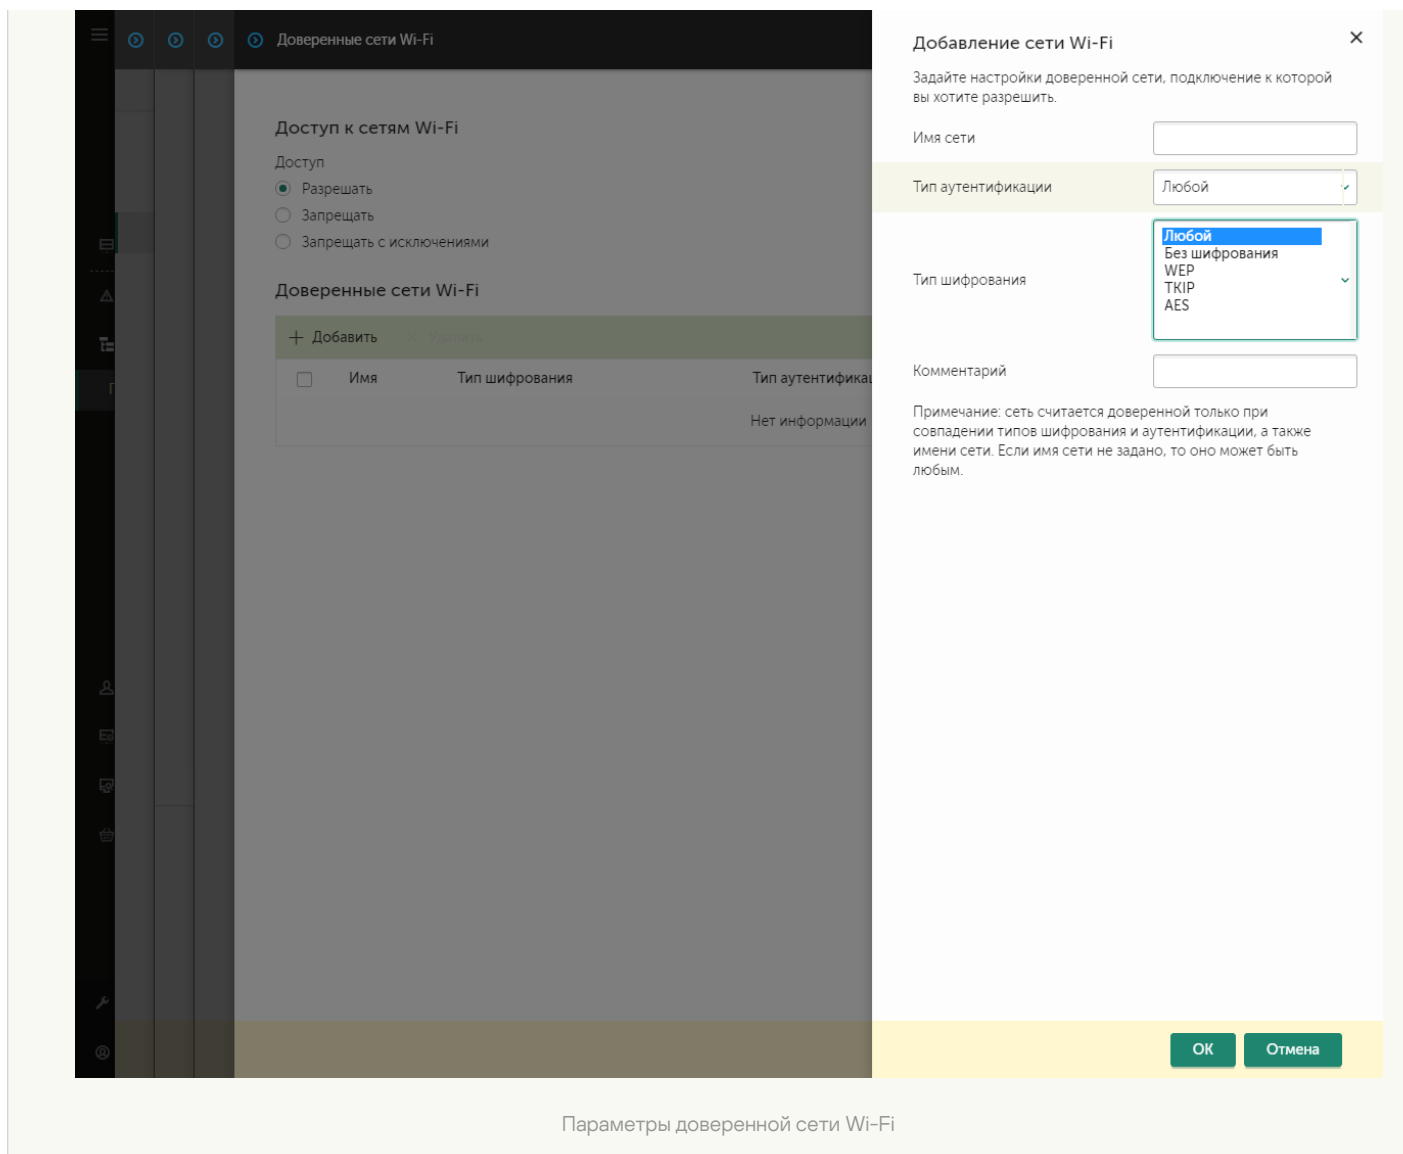 Доверенные сети Wi-Fi
Доступ к сетям Wi-Fi
Доступ
Разрешать
Запрещать
Запрещать с исключениями
Доверенные сети Wi-Fi
Добавить
Удалить
Имя Тип шифрования Тип аутентифика
Нет информации
Добавление сети Wi-Fi
Задайте настройки доверенной сети, подключение к которой
вы хотите разрешить.
Имя сети
Тип аутентификации Любой
Тип шифрования
Любой
Без шифрования
WEP
TKIP
AES
Комментарий
Примечание: сеть считается доверенной только при
совпадении типов шифрования и аутентификации, а также
имени сети. Если имя сети не задано, то оно может быть
любым.
ОК Отмена
Параметры доверенной сети Wi-Fi